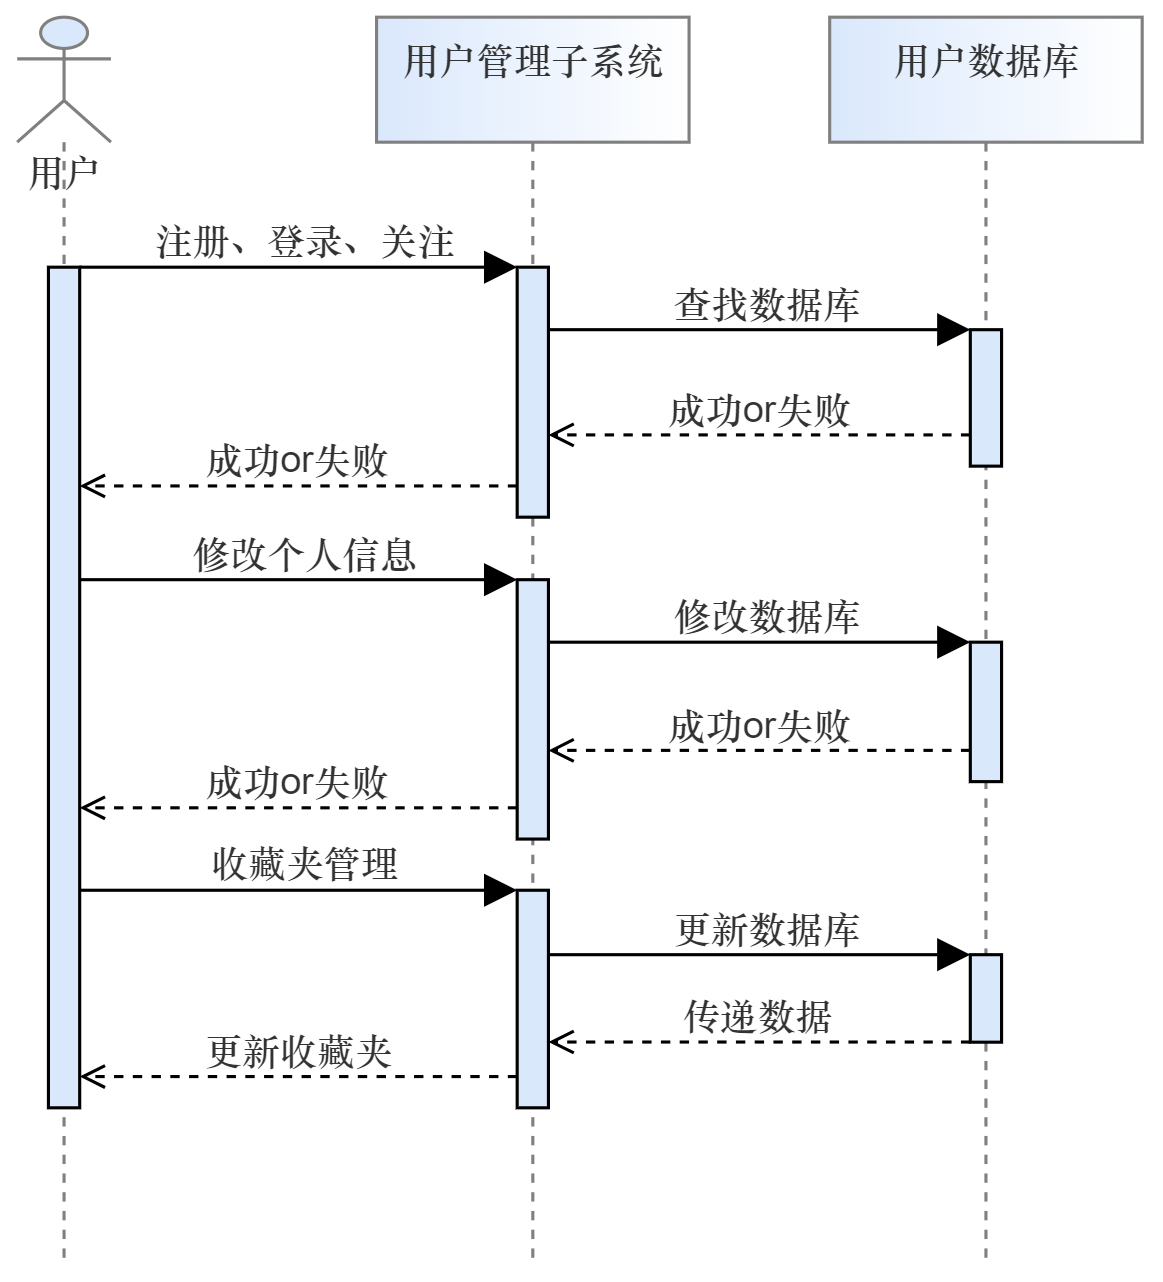 用户管理子系统
用户数据库
用户
注册、登录、关注
查找数据库
成功or失败
成功or失败
修改个人信息
修改数据库
成功or失败
成功or失败
收藏夹管理
更新数据库
传递数据
更新收藏夹